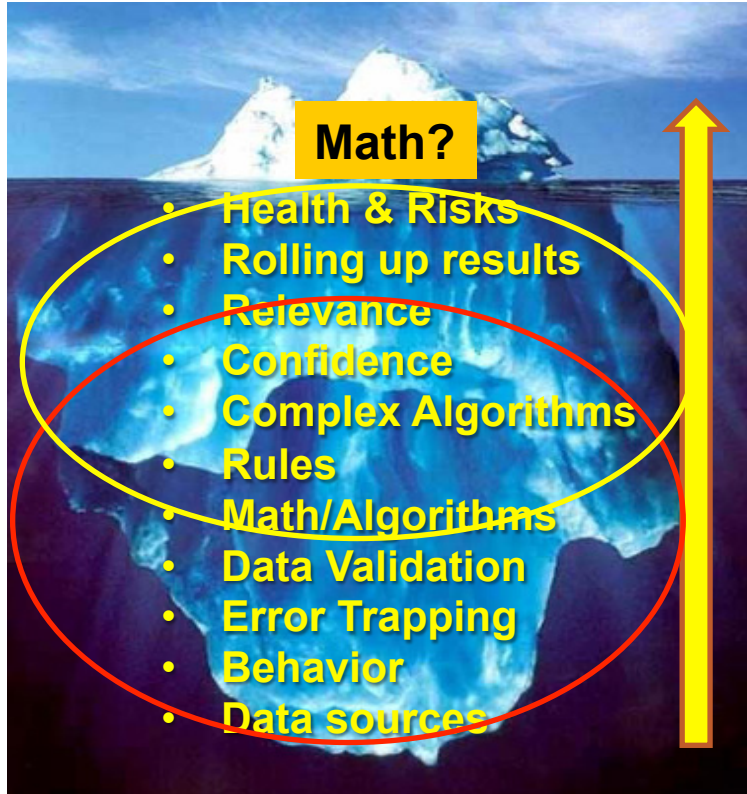 Math?
• Health & Risks
• Rolling up results
• Relevance
• Confidence
• Complex Algorithms
• Rules
• Math/Algorithms
• Data Validation
• Error Trapping
• Behavior
• Data sources